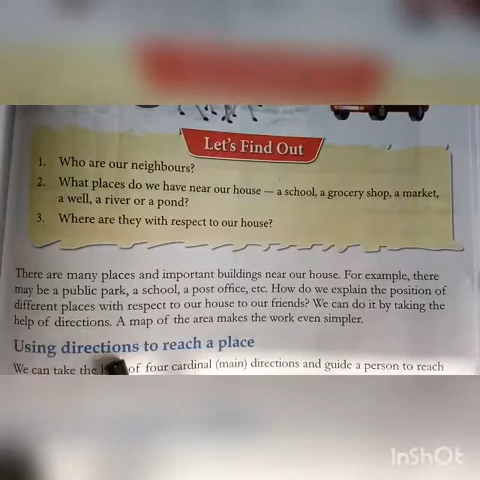 Let's Find Out
1. Who are our neighbours?
2. What places do we have near our house — a school, a grocery shop, a market,
a well, a river or a pond?
3. Where are they with respect to our house?
There are many places and important buildings near our house. For example, there
may be a public park, a school, a post office, etc. How do we explain the position of
different places with respect to our house to our friends? We can do it by taking the
help of directions. A map of the area makes the work even simpler.
Using directions to reach a place
We can take the of four cardinal (main) directions and guide a person to reach
InShOt